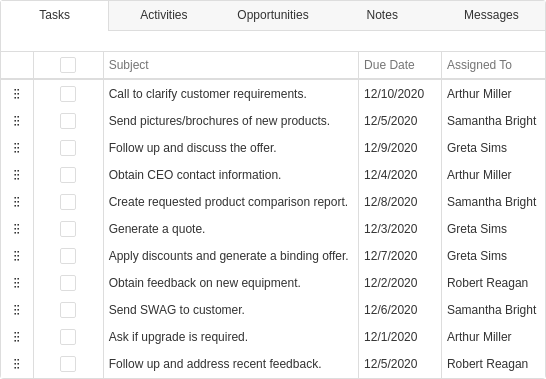 Tasks Activities Opportunities Notes Messages
Subject Due Date Assigned To
Call to clarify customer requirements. 12/10/2020 Arthur Miller
Send pictures/brochures of new products. 12/5/2020 Samantha Bright
Follow up and discuss the offer. 12/9/2020 Greta Sims
Obtain CEO contact information. 12/4/2020 Arthur Miller
Create requested product comparison report. 12/8/2020 Samantha Bright
Generate a quote. 12/3/2020 Greta Sims
Apply discounts and generate a binding offer. 12/7/2020 Greta Sims
Obtain feedback on new equipment. 12/2/2020 Robert Reagan
Send SWAG to customer. 12/6/2020 Samantha Bright
Ask if upgrade is required. 12/1/2020 Arthur Miller
Follow up and address recent feedback. 12/5/2020 Robert Reagan